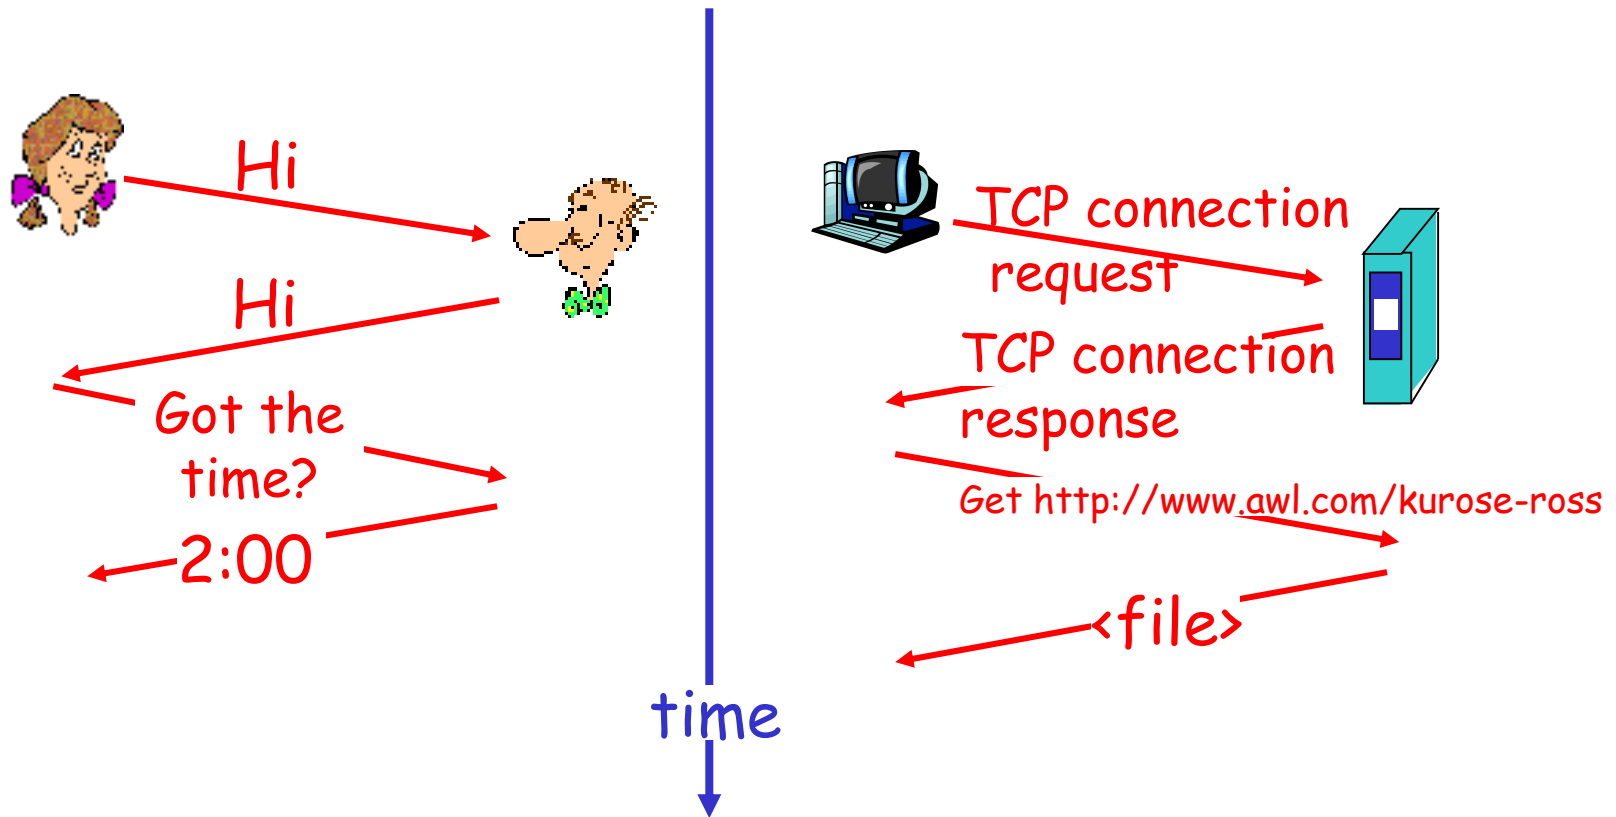 Hi
Hi
Got the
time?
2:00
time
TCP connection
request
TCP connection
response
Get http://www.awl.com/kurose-ross
<file>